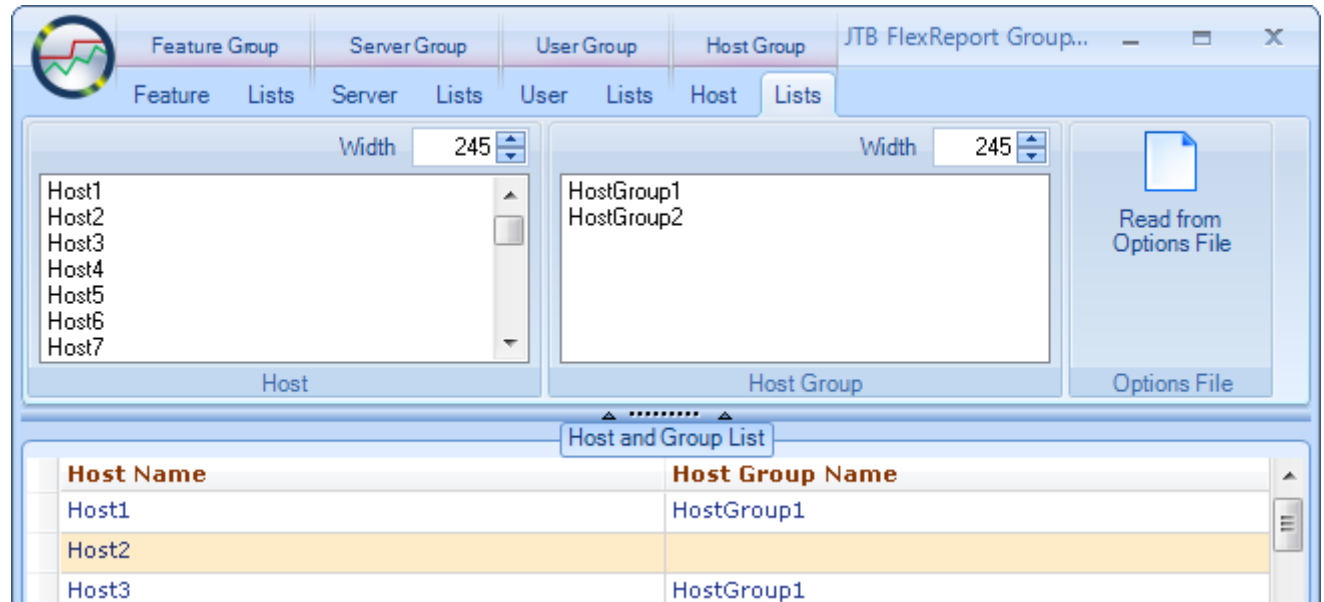 Feature Group Server Group User Group Host Group JTB FlexReport Group...
Feature Lists Server Lists User Lists Host Lists
Width 245 Width 245
Host1
Host2
Host3
Host4
Host5
Host6
Host7
Host
HostGroup1
HostGroup2
Host Group
Read from
Options File
Options File
Host and Group List
Host Name Host Group Name
Host1 HostGroup1
Host2
Host3 HostGroup1